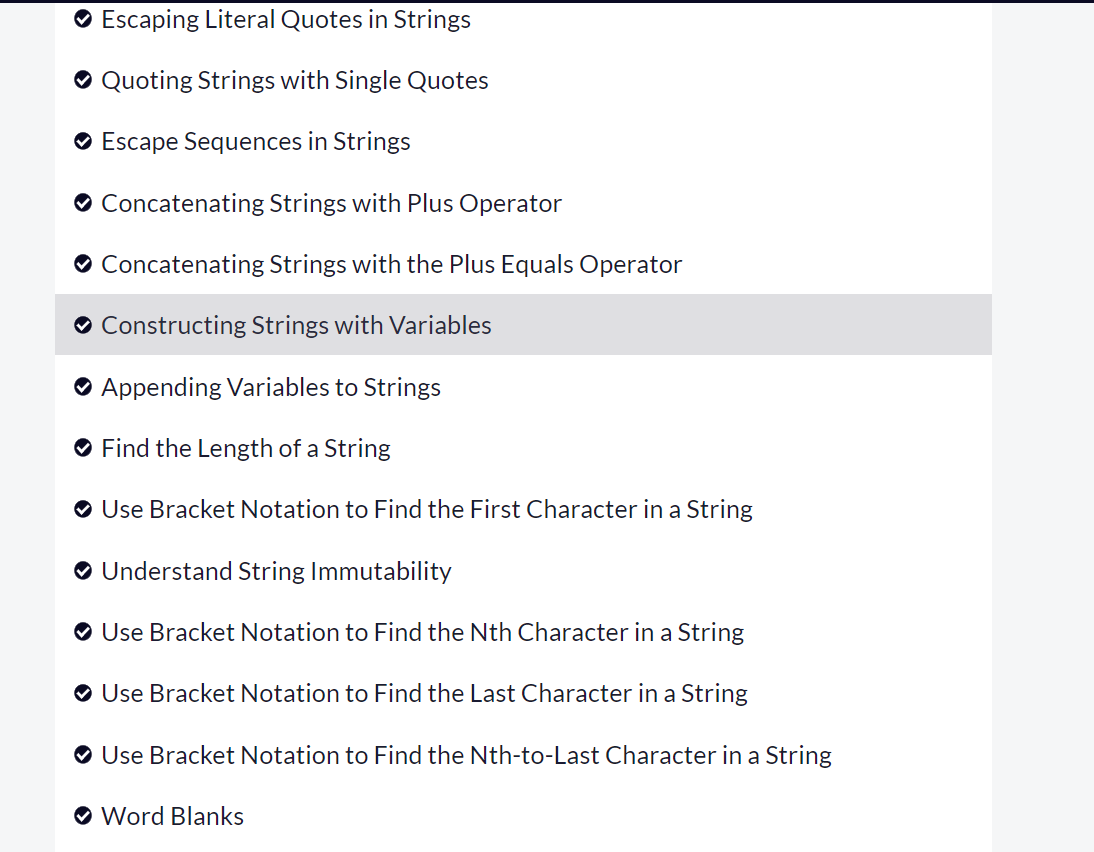 Escaping Literal Quotes in Strings
Quoting Strings with Single Quotes
Escape Sequences in Strings
Concatenating Strings with Plus Operator
Concatenating Strings with the Plus Equals Operator
Constructing Strings with Variables
Appending Variables to Strings
Find the Length of a String
Use Bracket Notation to Find the First Character in a String
Understand String Immutability
Use Bracket Notation to Find the Nth Character in a String
Use Bracket Notation to Find the Last Character in a String
Use Bracket Notation to Find the Nth-to-Last Character in a String
Word Blanks